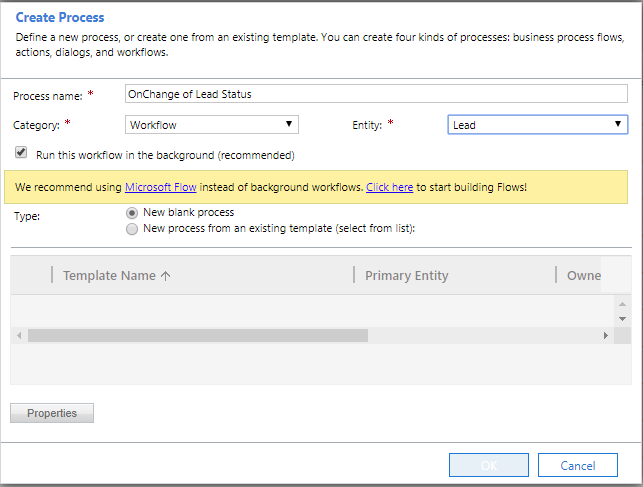 Create Process
Define a new process, or create one from an existing template. You can create four kinds of processes: business process flows,
actions, dialogs, and workflows.
Process name: * OnChange of Lead Status
Category: * Workflow Entity: * Lead
Run this workflow in the background (recommended)
We recommend using Microsoft Flow instead of background workflows. Click here to start building Flows!
Type: New blank process
New process from an existing template (select from list):
Template Name ↑ Primary Entity Owne
Properties
OK Cancel